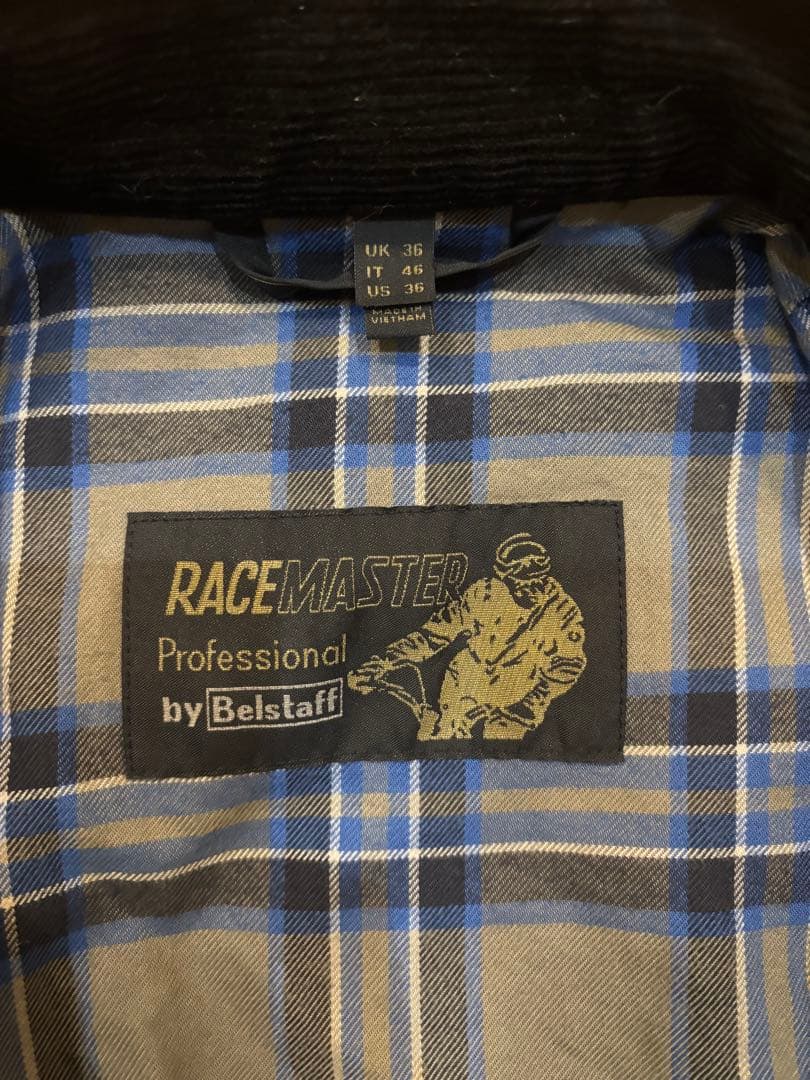 UK 36
IT 46
US 36
MADE IN
VIETNAM
RACEMASTER
Professional
by Belstaff